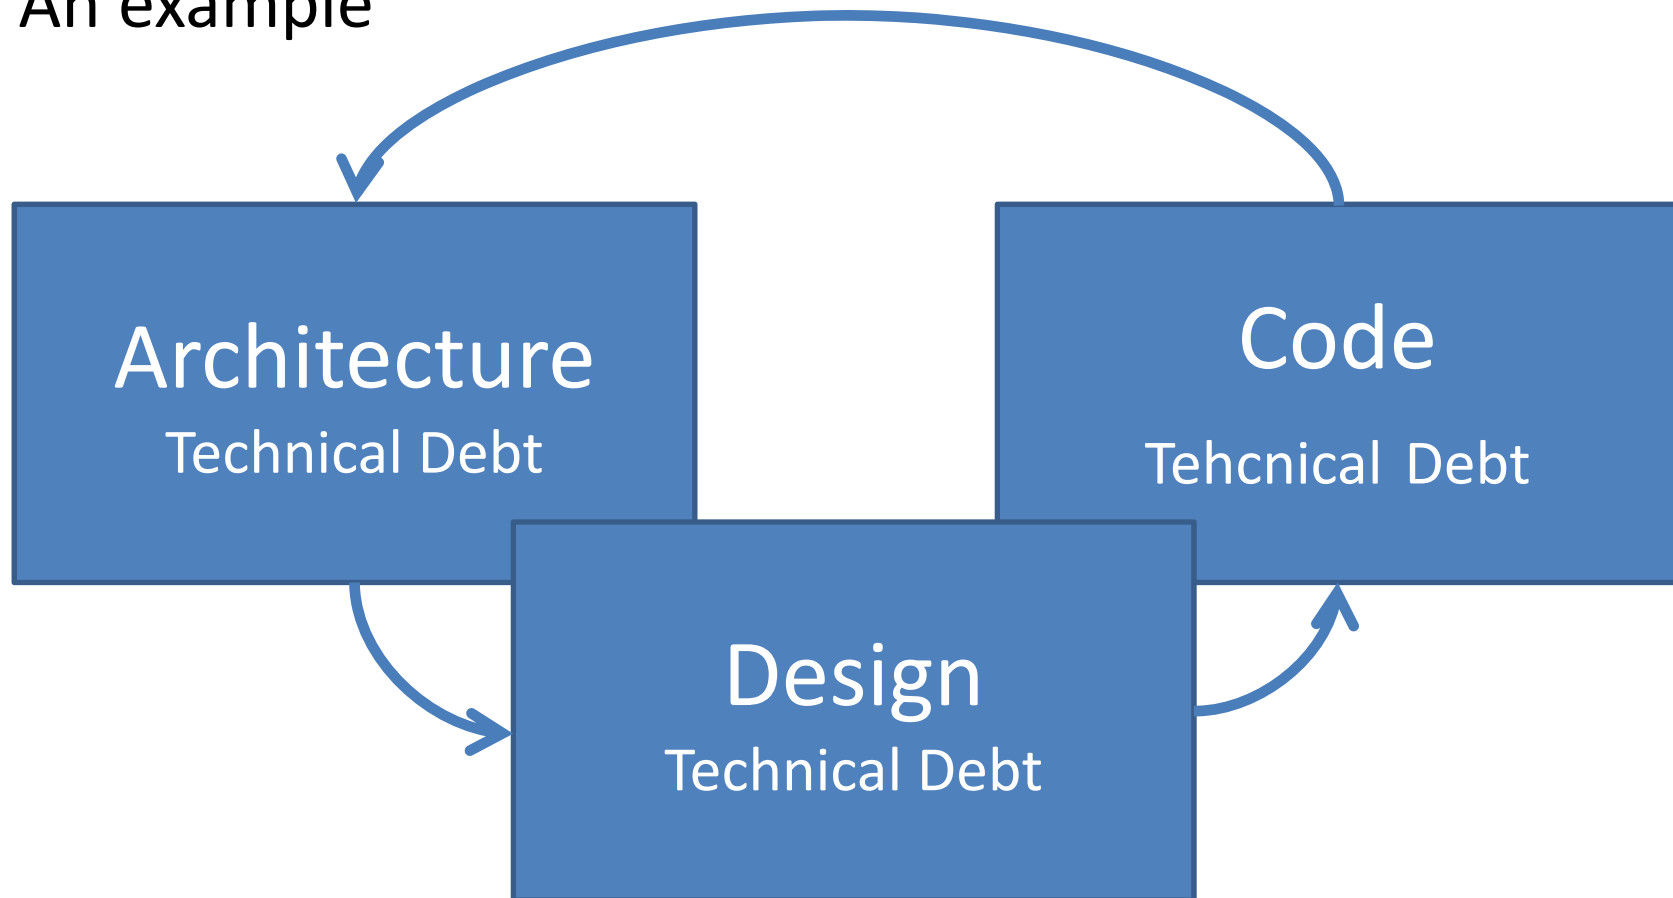 An example
Architecture
Technical Debt
Code
Tehcnical Debt
Design
Technical Debt